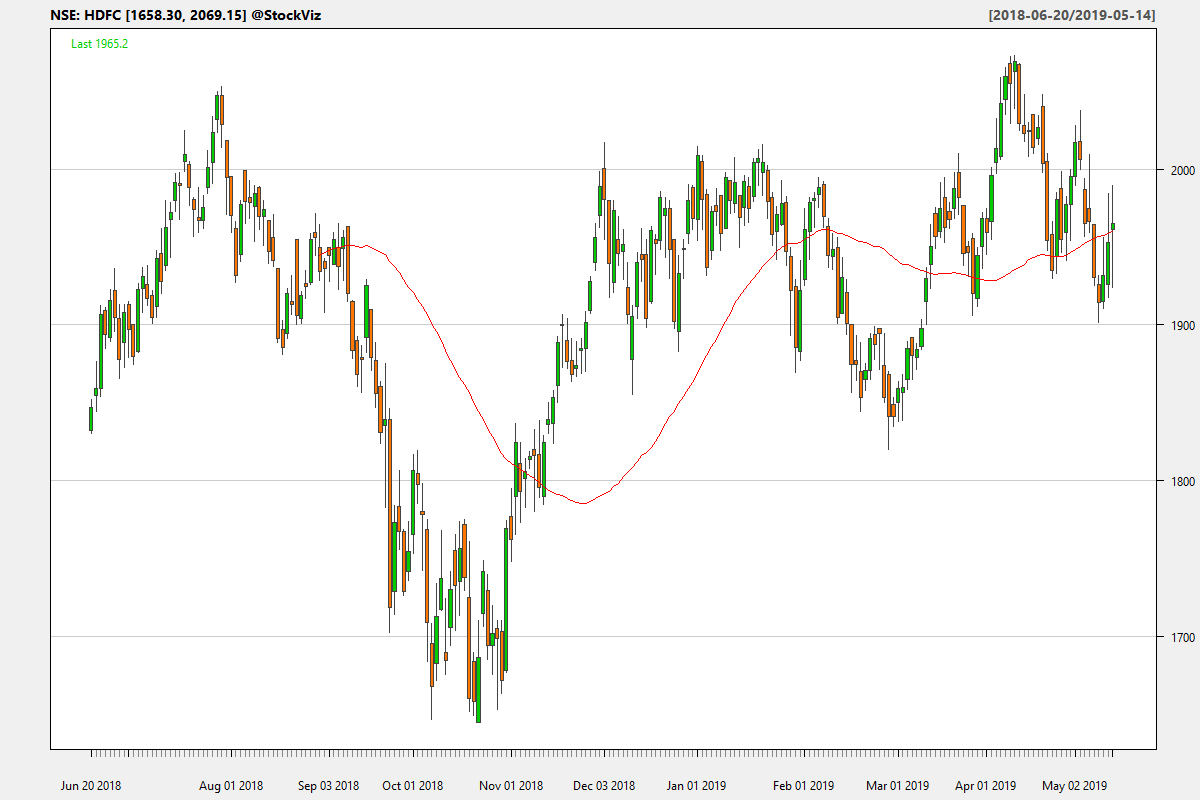 NSE: HDFC [1658.30, 2069.15] @StockViz
[2018-06-20/2019-05-14]
Last 1965.2
2000
1900
1800
1700
Jun 20 2018 Aug 01 2018 Sep 03 2018 Oct 01 2018 Nov 01 2018 Dec 03 2018 Jan 01 2019 Feb 01 2019 Mar 01 2019 Apr 01 2019 May 02 2019